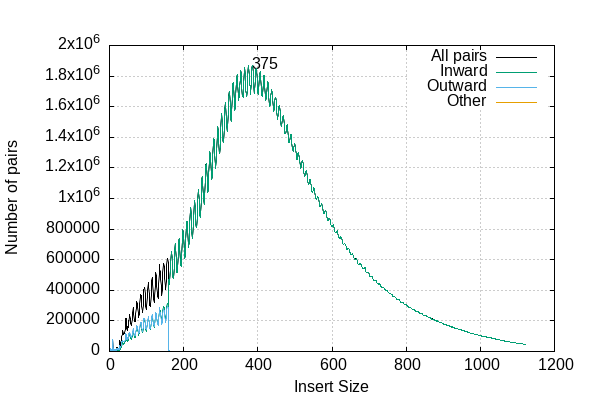 2x10^6
1.8x10^6
1.6x10^6
1.4x10^6
1.2x10^6
1x10^6
800000
600000
400000
200000
0
Number of pairs
375
All pairs
Inward
Outward
Other
0 200 400 600 800 1000 1200
Insert Size